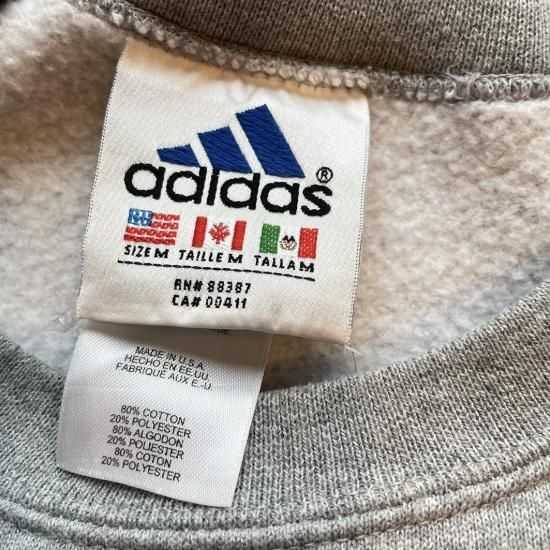 adidas®
SIZE M TAILLE M TALLA M
RN# 88387
CA# 00411
MADE IN U.S.A.
HECHO EN EE.UU.
FABRIQUE AUX E.-U.
80% COTTON
20% POLYESTER
80% ALGODON
20% POLIESTER
80% COTON
20% POLYESTER